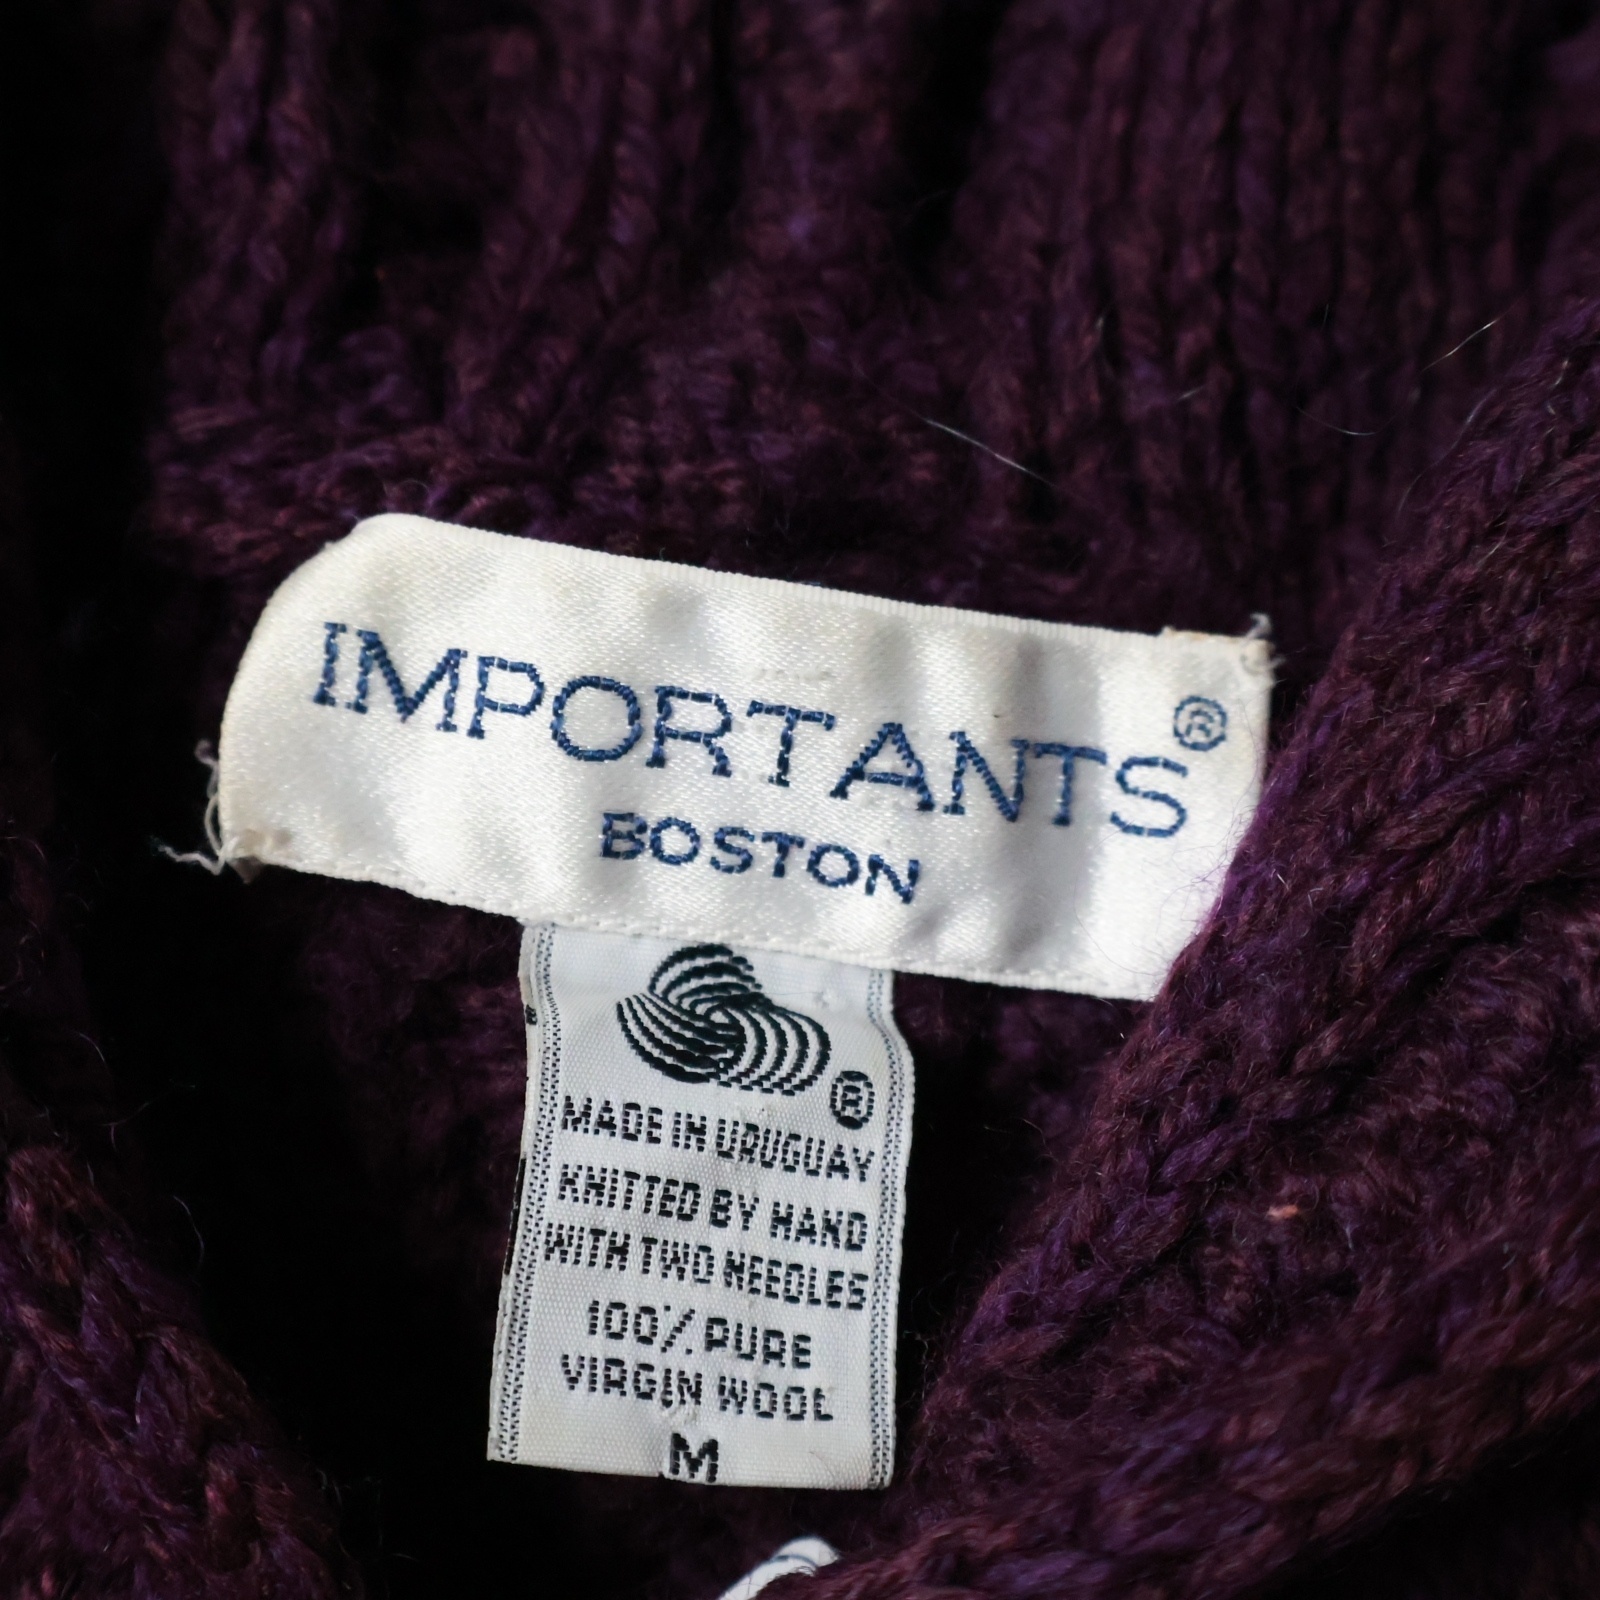 IMPORTANTS®
BOSTON
®
MADE IN URUGUAY
KNITTED BY HAND
WITH TWO NEEDLES
100% PURE
VIRGIN WOOL
M